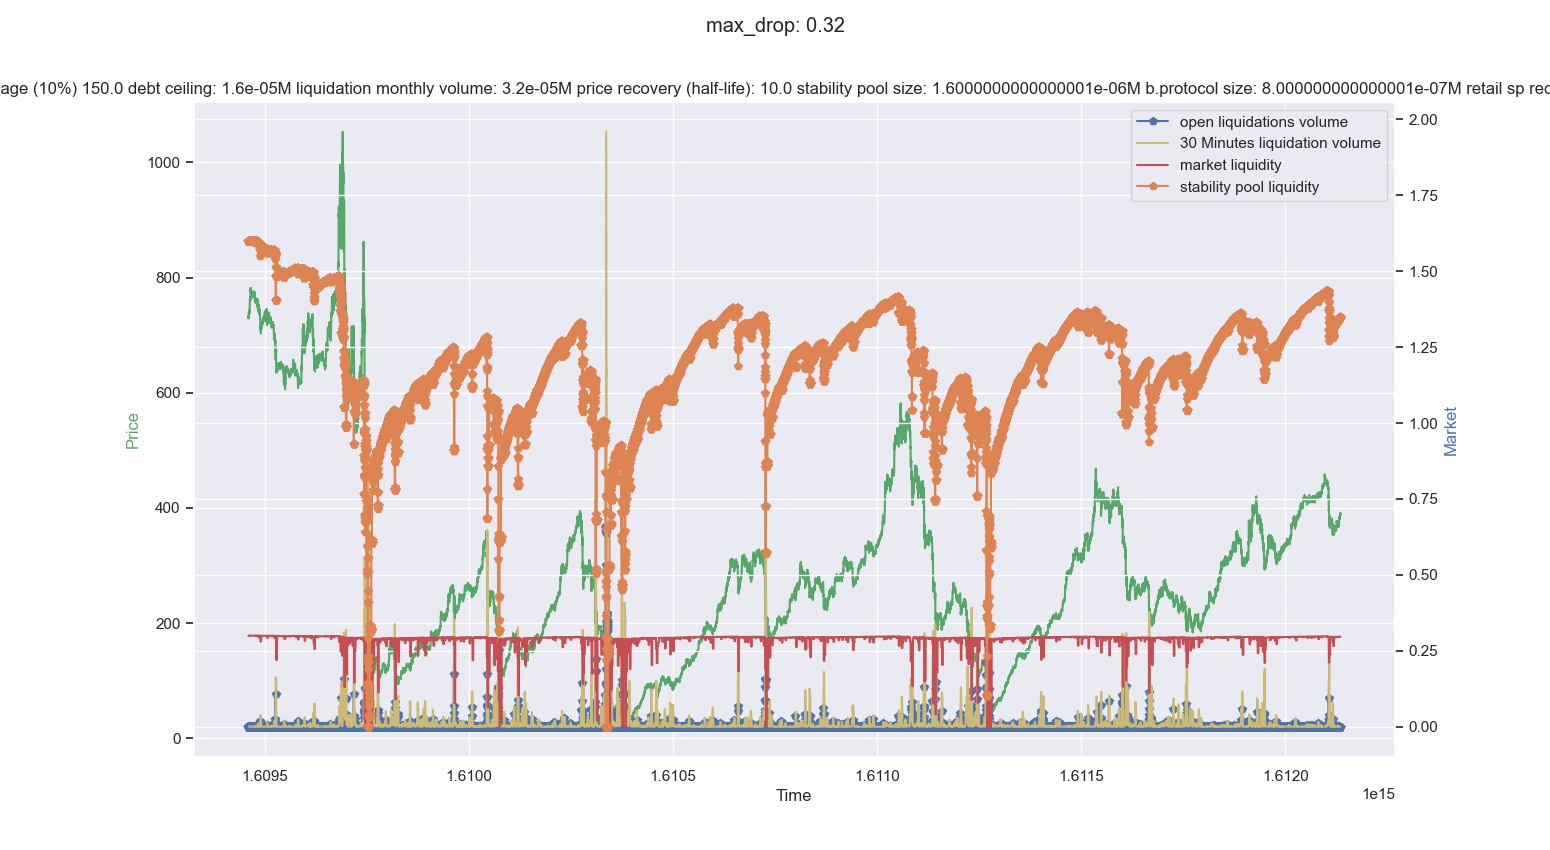 max_drop: 0.32
age (10%) 150.0 debt ceiling: 1.6e-05M liquidation monthly volume: 3.2e-05M price recovery (half-life): 10.0 stability pool size: 1.6000000000000001e-06M b.protocol size: 8.000000000000001e-07M retail sp rec
open liquidations volume
30 Minutes liquidation volume
market liquidity
stability pool liquidity
1000
800
600
400
200
0
Price
2.00
1.75
1.50
1.25
1.00
0.75
0.50
0.25
0.00
Market
1.6095 1.6100 1.6105 1.6110 1.6115 1.6120
1e15
Time